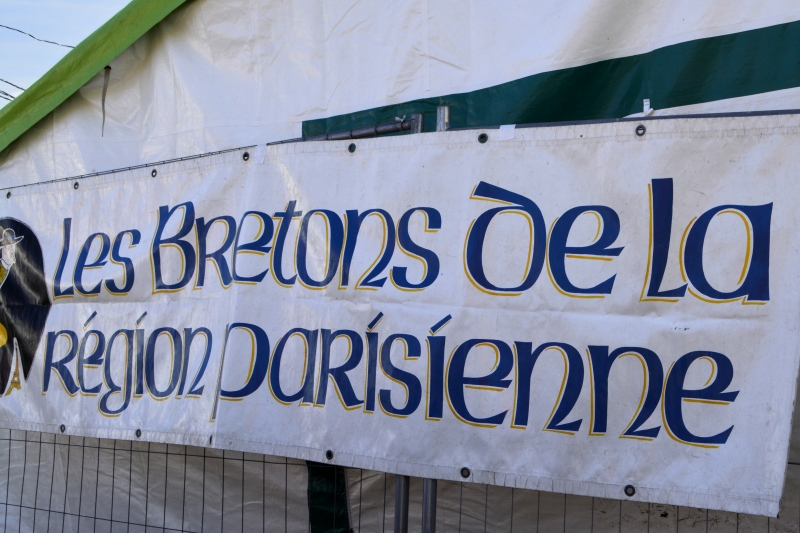 Les Bretons de la
région parisienne